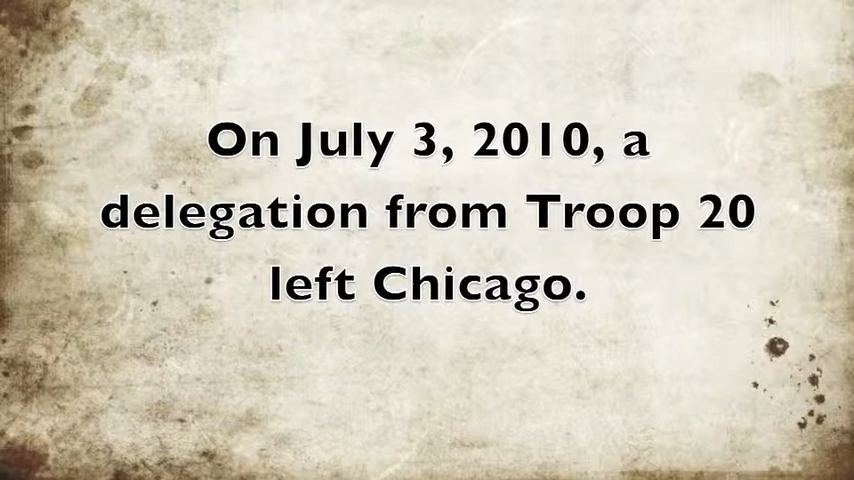 On July 3, 2010, a
delegation from Troop 20
left Chicago.